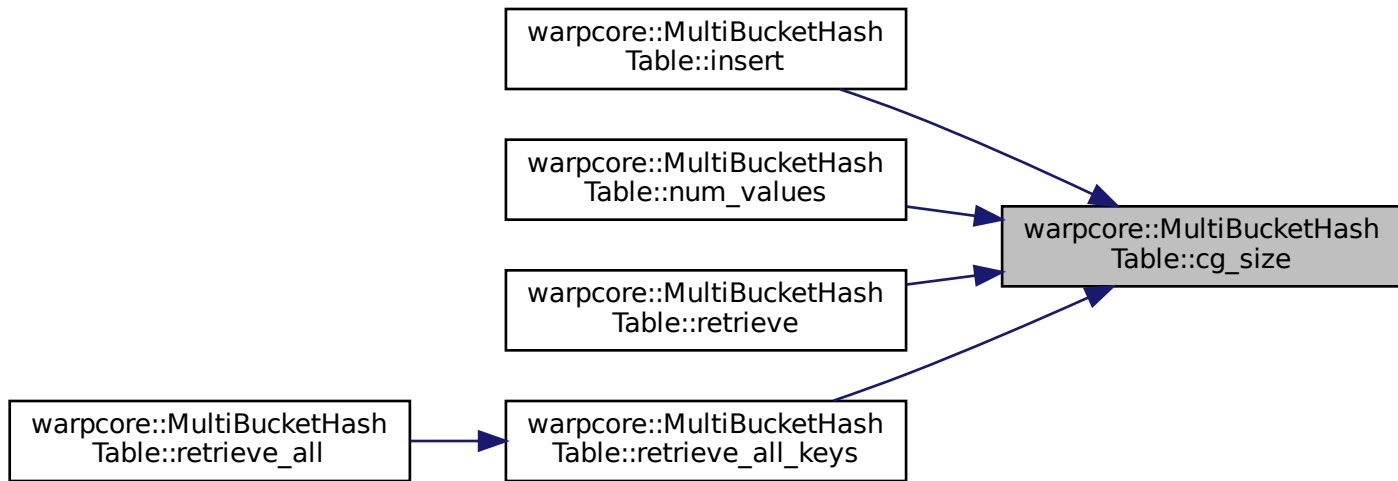 warpcore::MultiBucketHash
Table::insert
warpcore::MultiBucketHash
Table::num_values
warpcore::MultiBucketHash
Table::cg_size
warpcore::MultiBucketHash
Table::retrieve
warpcore::MultiBucketHash
Table::retrieve_all
warpcore::MultiBucketHash
Table::retrieve_all_keys